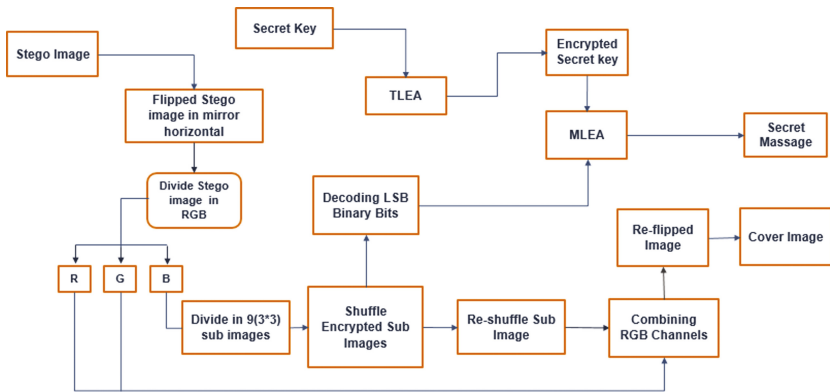 Stego Image
Secret Key
Encrypted
Secret key
TLEA
Flipped Stego
image in mirror
horizontal
MLEA
Secret
Massage
Divide Stego
image in
RGB
Decoding LSB
Binary Bits
Re-flipped
Image
Cover Image
R
G
B
Divide in 9(3*3)
sub images
Shuffle
Encrypted Sub
Images
Re-shuffle Sub
Image
Combining
RGB Channels